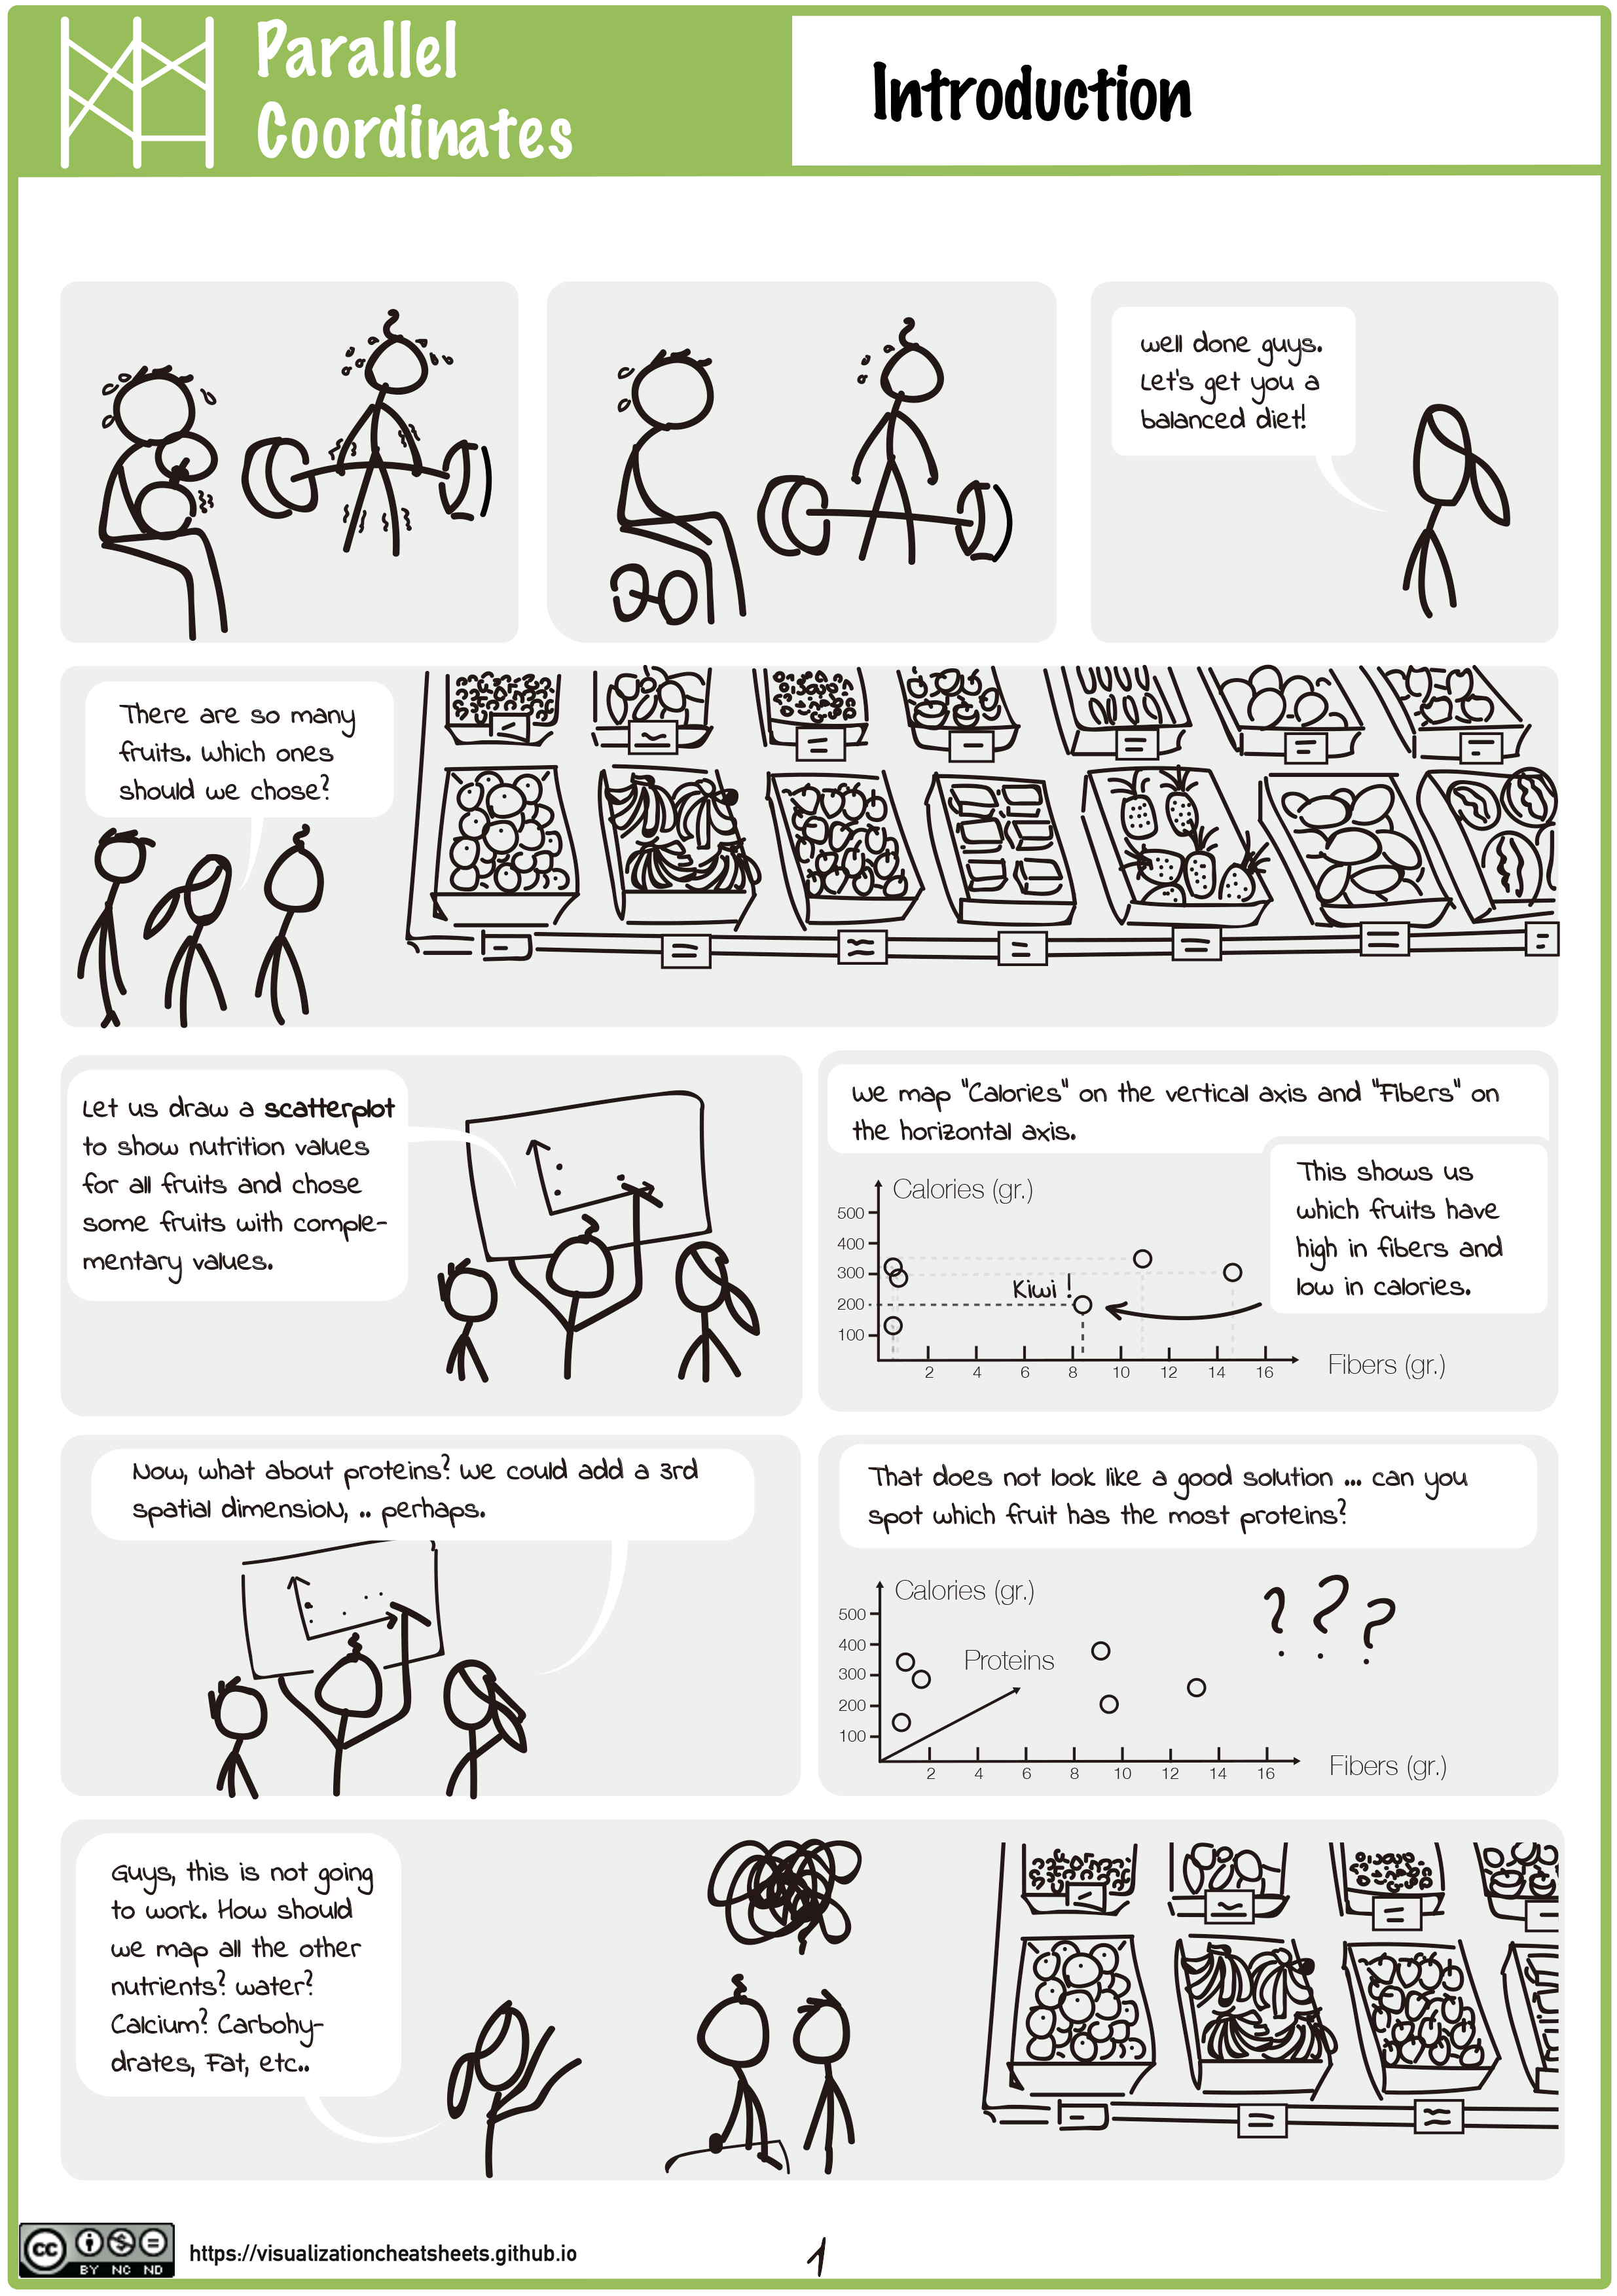 Parallel
Coordinates
Introduction
well done guys.
Let's get you a
balanced diet!
There are so many
fruits. Which ones
should we chose?
Let us draw a scatterplot
to show nutrition values
for all fruits and chose
some fruits with comple-
mentary values.
We map "Calories" on the vertical axis and "Fibers" on
the horizontal axis.
This shows us
which fruits have
high in fibers and
low in calories.
Calories (gr.)
500
400
300
200
100
Kiwi !
2 4 6 8 10 12 14 16
Fibers (gr.)
Now, what about proteins? We could add a 3rd
spatial dimension, .. perhaps.
That does not look like a good solution ... can you
spot which fruit has the most proteins?
Calories (gr.)
500
400
300
200
100
Proteins
? ? ?
2 4 6 8 10 12 14 16
Fibers (gr.)
Guys, this is not going
to work. How should
we map all the other
nutrients? water?
Calcium? Carbohy-
drates, Fat, etc..
cc
BY NC ND
https://visualizationcheatsheets.github.io
1